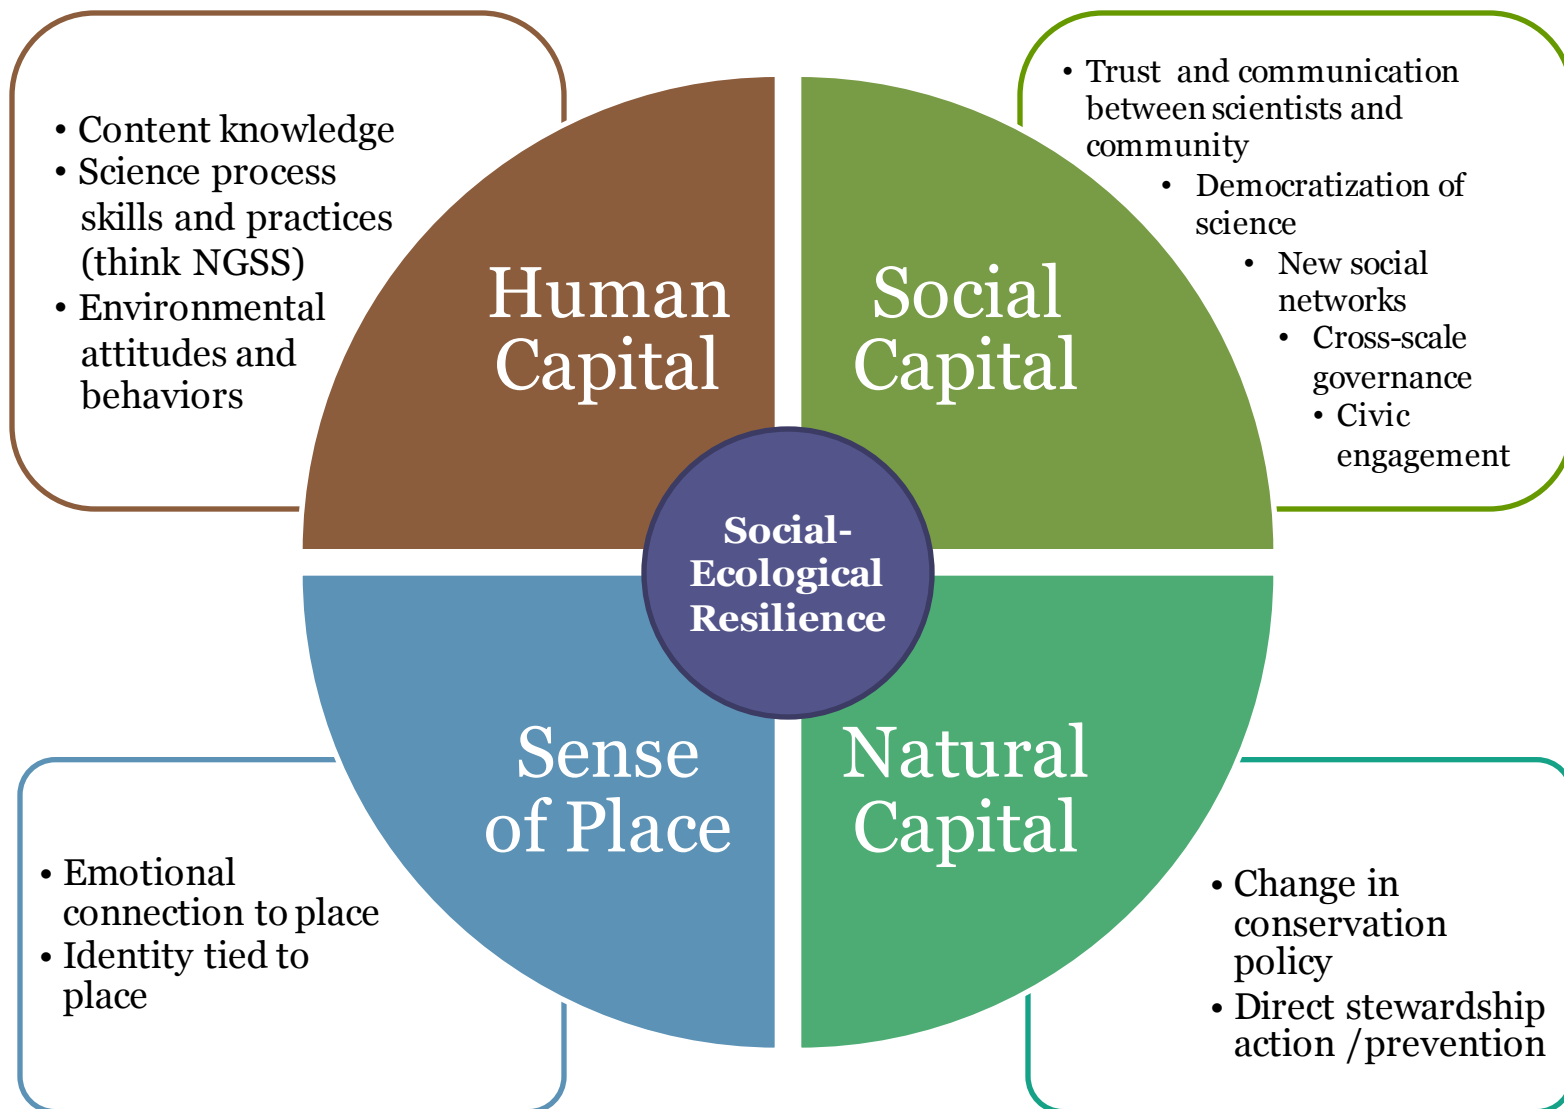 • Content knowledge
• Science process
skills and practices
(think NGSS)
• Environmental
attitudes and
behaviors
Human
Capital
• Trust and communication
between scientists and
community
• Democratization of
science
• New social
networks
• Cross-scale
governance
• Civic
engagement
Social
Capital
Social-
Ecological
Resilience
• Emotional
connection to place
• Identity tied to
place
Sense
of Place
Natural
Capital
• Change in
conservation
policy
• Direct stewardship
action /prevention